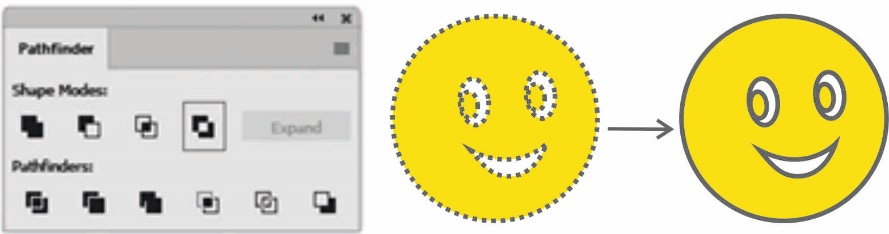 Pathfinder
Shape Modes:
Expand
Pathfinders: